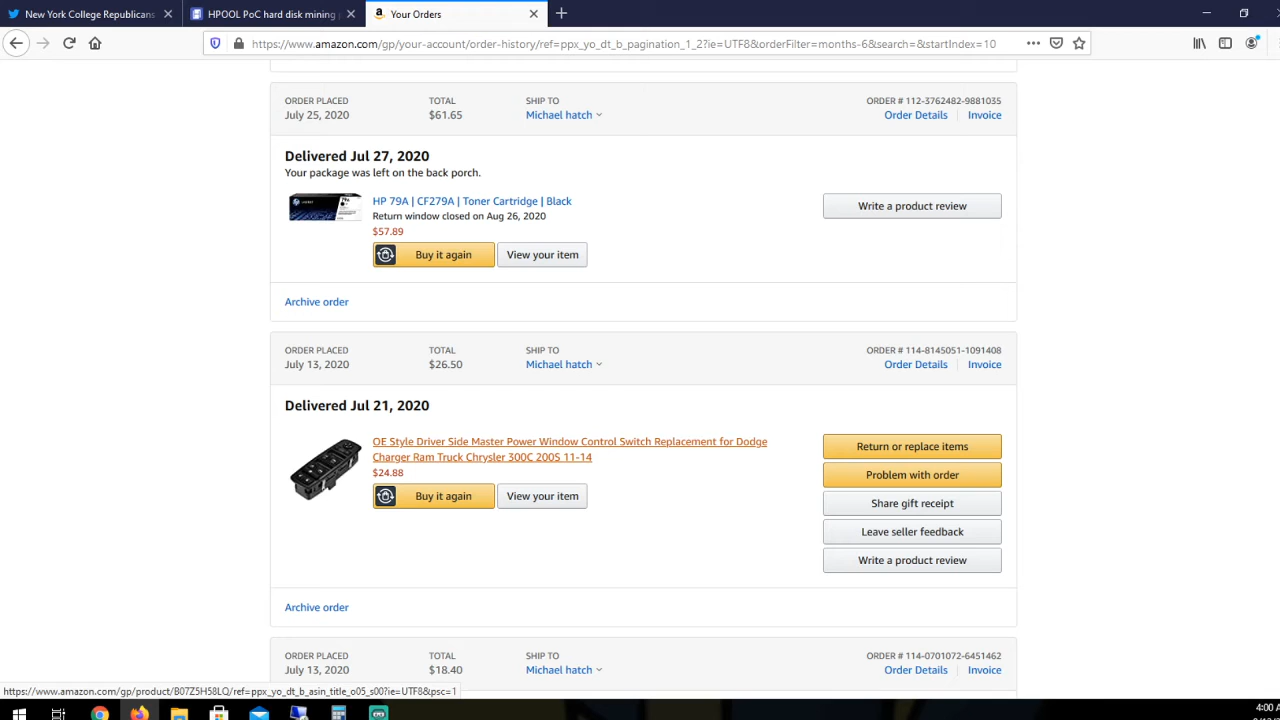 New York College Republicans
HPOOL PoC hard disk mining
Your Orders
https://www.amazon.com/gp/your-account/order-history/ref=ppx_yo_dt_b_pagination_1_2?ie=UTF8&orderFilter=months-6&search=&startIndex=10
ORDER PLACED
TOTAL
SHIP TO
ORDER # 112-3762482-9881035
July 25, 2020
$61.65
Michael hatch
Order Details
Invoice
Delivered Jul 27, 2020
Your package was left on the back porch.
HP 79A | CF279A | Toner Cartridge | Black
Write a product review
Return window closed on Aug 26, 2020
$57.89
Buy it again
View your item
Archive order
ORDER PLACED
TOTAL
SHIP TO
ORDER # 114-8145051-1091408
July 13, 2020
$26.50
Michael hatch
Order Details
Invoice
Delivered Jul 21, 2020
OE Style Driver Side Master Power Window Control Switch Replacement for Dodge
Charger Ram Truck Chrysler 300C 200S 11-14
$24.88
Buy it again
View your item
Return or replace items
Problem with order
Share gift receipt
Leave seller feedback
Write a product review
Archive order
ORDER PLACED
TOTAL
SHIP TO
ORDER # 114-0701072-6451462
July 13, 2020
$18.40
Michael hatch
Order Details
Invoice
https://www.amazon.com/gp/product/B07Z5H58LQ/ref=ppx_yo_dt_b_asin_title_o05_s00?ie=UTF8&psc=1
4:00